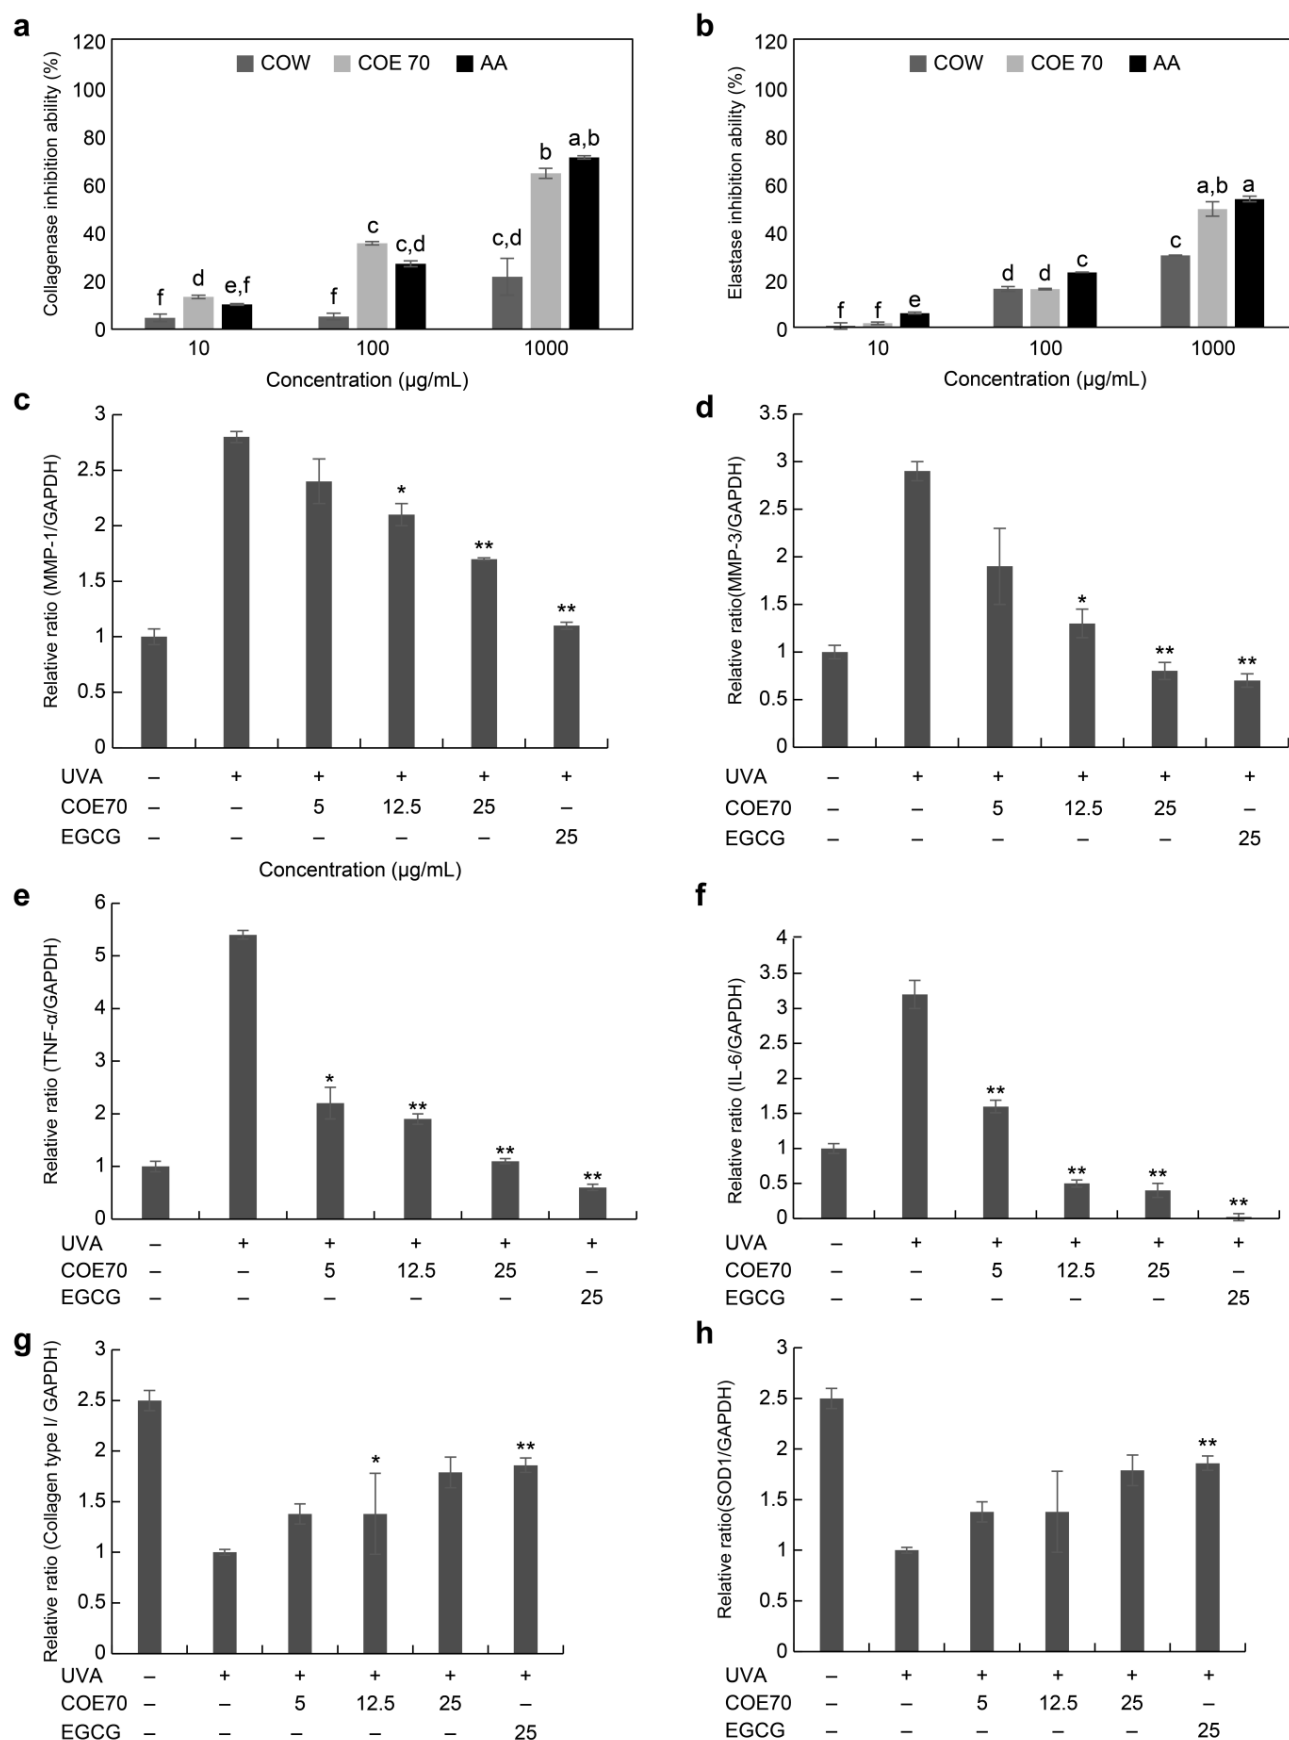 a
Collagenase inhibition ability (%)
120
100
80
60
40
20
0
COW COE 70 AA
f d e,f
f c c,d
c,d b a,b
10 100 1000
Concentration (µg/mL)
b
Elastase inhibition ability (%)
120
100
80
60
40
20
0
COW COE 70 AA
f f e
d d c
c a,b a
10 100 1000
Concentration (µg/mL)
c
Relative ratio (MMP-1/GAPDH)
3
2.5
2
1.5
1
0.5
0
* ** **
UVA – + + + + +
COE70 – – 5 12.5 25 –
EGCG – – – – – 25
Concentration (µg/mL)
d
Relative ratio(MMP-3/GAPDH)
3.5
3
2.5
2
1.5
1
0.5
0
* ** **
UVA – + + + + +
COE70 – – 5 12.5 25 –
EGCG – – – – – 25
e
Relative ratio (TNF-α/GAPDH)
6
5
4
3
2
1
0
* ** ** **
UVA – + + + + +
COE70 – – 5 12.5 25 –
EGCG – – – – – 25
f
Relative ratio (IL-6/GAPDH)
4
3.5
3
2.5
2
1.5
1
0.5
0
** ** ** **
UVA – + + + + +
COE70 – – 5 12.5 25 –
EGCG – – – – – 25
g
Relative ratio (Collagen type I/ GAPDH)
3
2.5
2
1.5
1
0.5
0
* **
UVA – + + + + +
COE70 – – 5 12.5 25 –
EGCG – – – – – 25
h
Relative ratio(SOD1/GAPDH)
3
2.5
2
1.5
1
0.5
0
**
UVA – + + + + +
COE70 – – 5 12.5 25 –
EGCG – – – – – 25